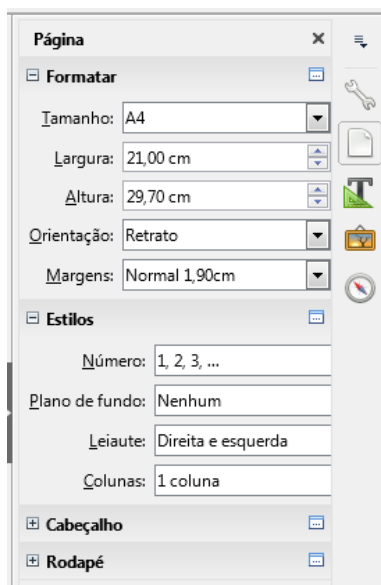 Página
Formatar
Tamanho: A4
Largura: 21,00 cm
Altura: 29,70 cm
Orientação: Retrato
Margens: Normal 1,90cm
Estilos
Número: 1, 2, 3, ...
Plano de fundo: Nenhum
Leiaute: Direita e esquerda
Colunas: 1 coluna
Cabeçalho
Rodapé